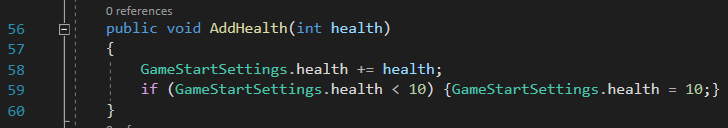 0 references
56 public void AddHealth(int health)
57 {
58 GameStartSettings.health += health;
59 if (GameStartSettings.health < 10) {GameStartSettings.health = 10;}
60 }